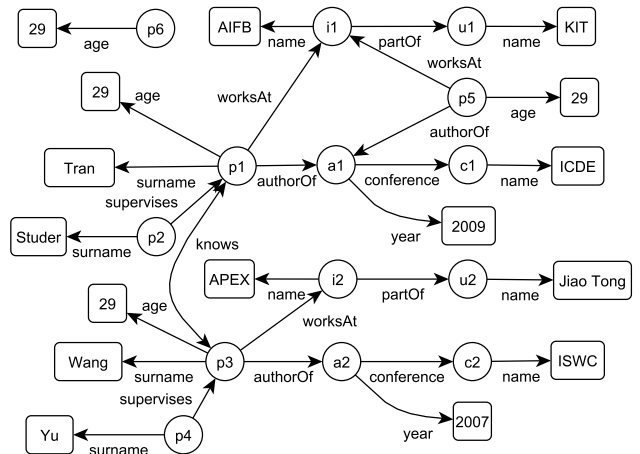 29
age
p6
AIFB
name
i1
partOf
u1
name
KIT
worksAt
29
age
worksAt
p5
age
29
authorOf
Tran
surname
p1
authorOf
a1
conference
c1
name
ICDE
supervises
Studer
surname
p2
year
2009
knows
APEX
name
i2
partOf
u2
name
Jiao Tong
29
age
worksAt
Wang
surname
p3
authorOf
a2
conference
c2
name
ISWC
supervises
Yu
surname
p4
year
2007